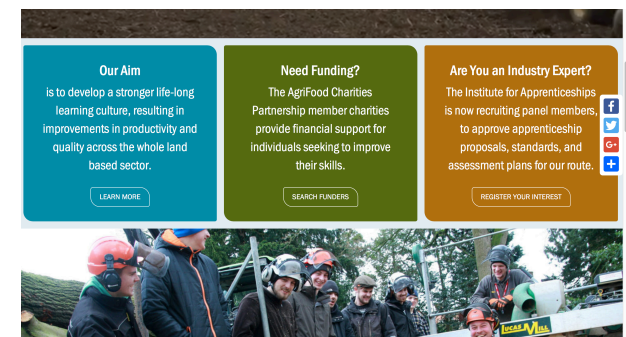 Our Aim
is to develop a stronger life-long
learning culture, resulting in
improvements in productivity and
quality across the whole land
based sector.
LEARN MORE
Need Funding?
The AgriFood Charities
Partnership member charities
provide financial support for
individuals seeking to improve
their skills.
SEARCH FUNDERS
Are You an Industry Expert?
The Institute for Apprenticeships
is now recruiting panel members,
to approve apprenticeship
proposals, standards, and
assessment plans for our route.
REGISTER YOUR INTEREST
f
G+
LUCAS MILL